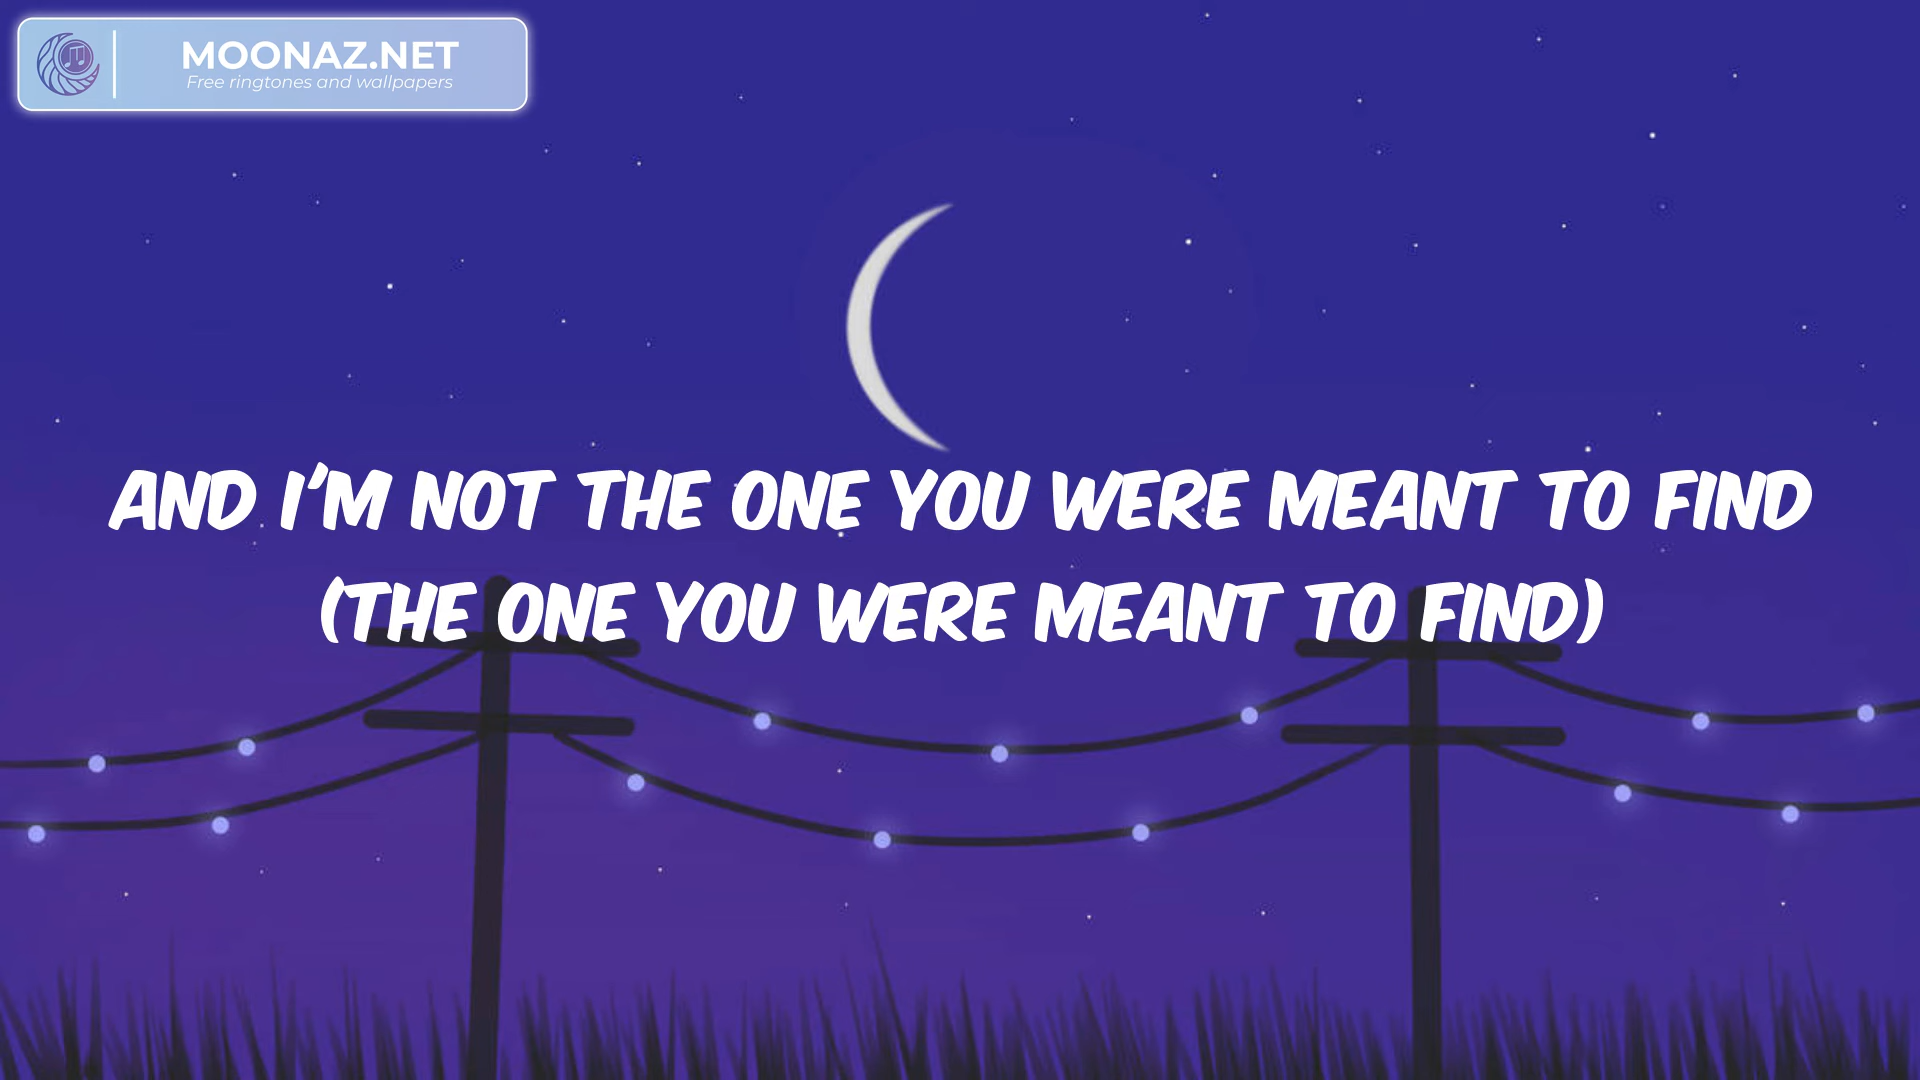 MOONAZ.NET
Free ringtones and wallpapers
AND I'M NOT THE ONE YOU WERE MEANT TO FIND
(THE ONE YOU WERE MEANT TO FIND)